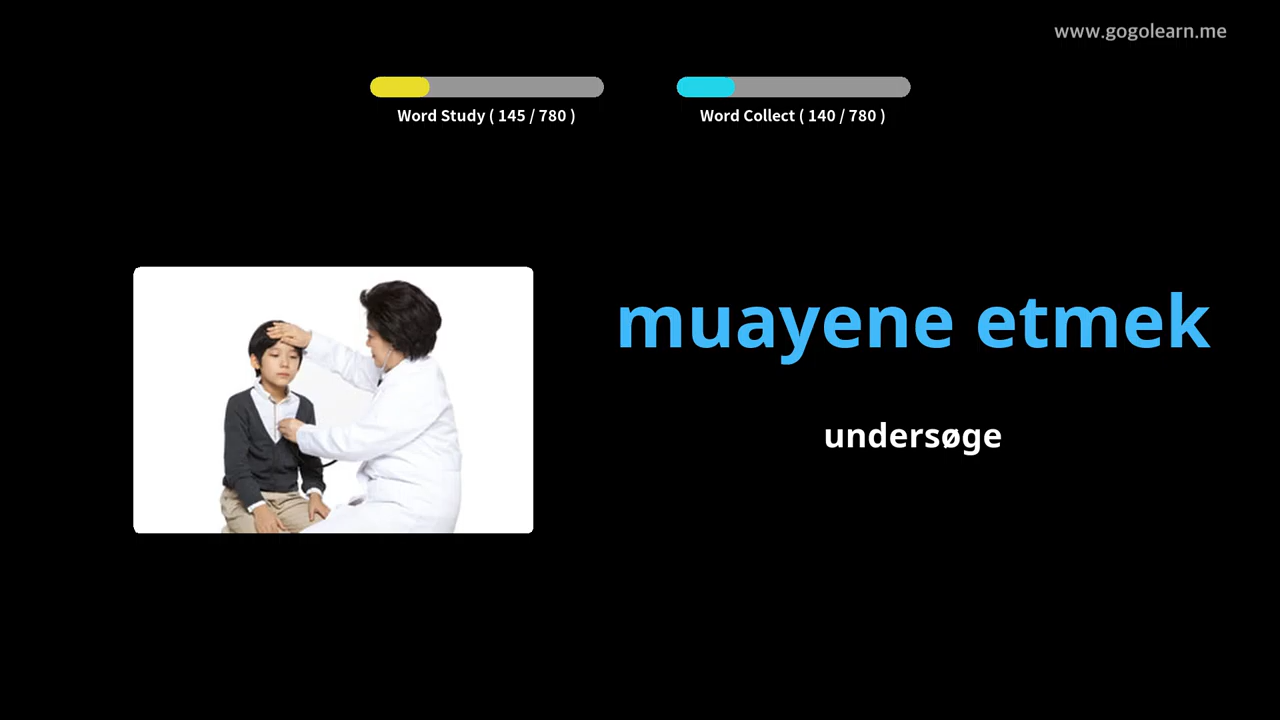 www.gogolearn.me
Word Study ( 145 / 780 )
Word Collect ( 140 / 780 )
muayene etmek
undersøge